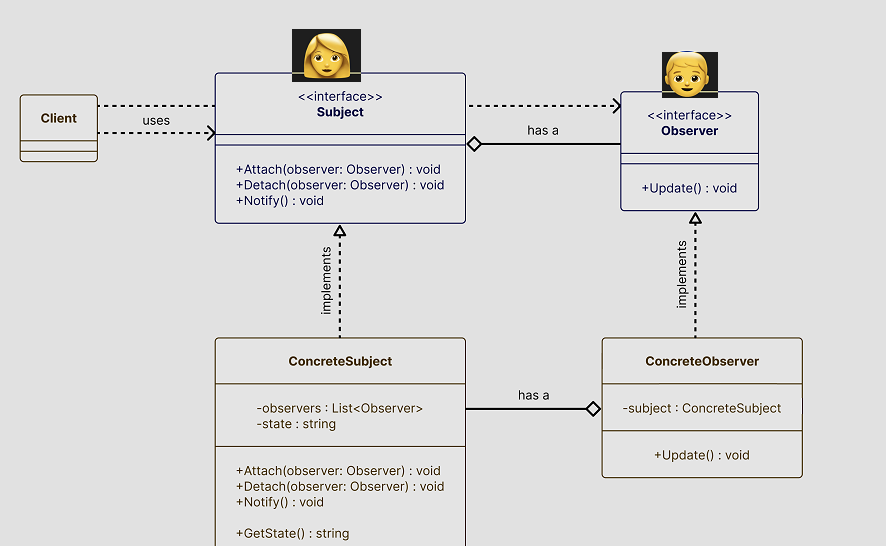 Client
uses
<<interface>>
Subject
+Attach(observer: Observer) : void
+Detach(observer: Observer) : void
+Notify() : void
has a
<<interface>>
Observer
+Update() : void
implements
implements
ConcreteSubject
-observers : List<Observer>
-state : string
+Attach(observer: Observer) : void
+Detach(observer: Observer) : void
+Notify() : void
+GetState() : string
has a
ConcreteObserver
-subject : ConcreteSubject
+Update() : void